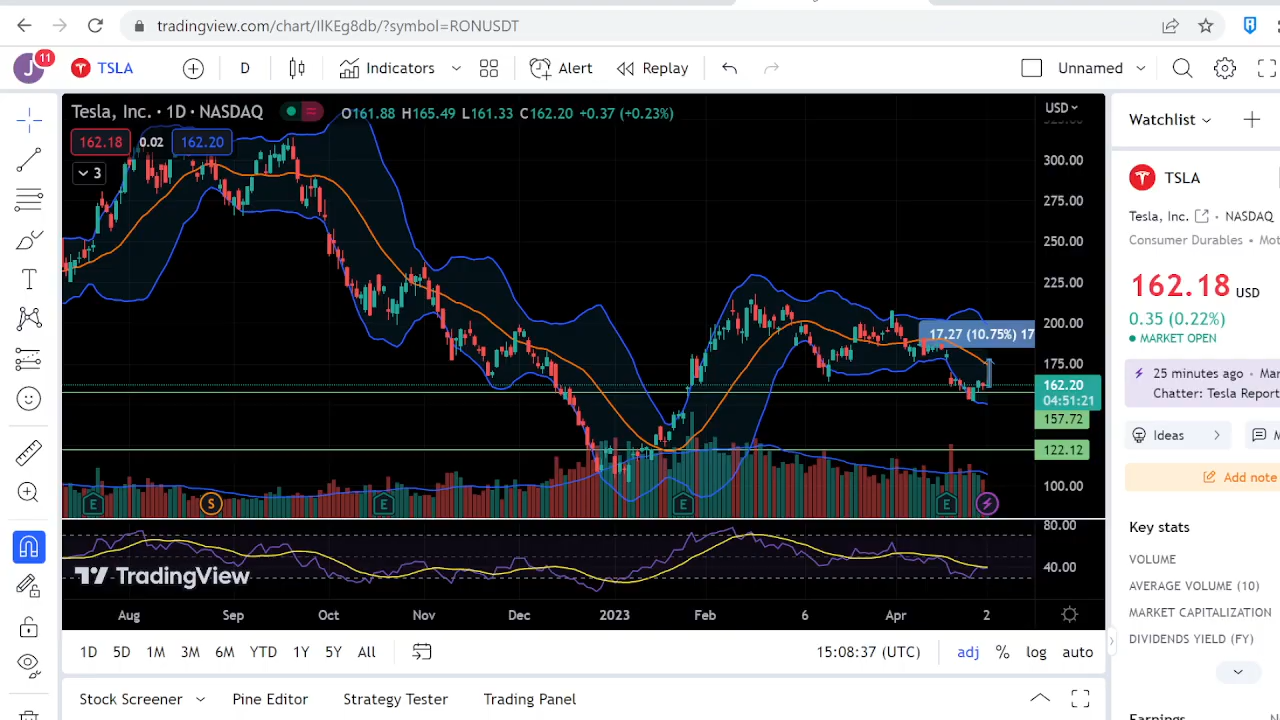 tradingview.com/chart/IlKEg8db/?symbol=RONUSDT
J 11 TSLA D Indicators Alert Replay Unnamed
Tesla, Inc. · 1D · NASDAQ O161.88 H165.49 L161.33 C162.20 +0.37 (+0.23%) USD
162.18 0.02 162.20
3
300.00
275.00
250.00
225.00
200.00
17.27 (10.75%) 17
175.00
162.20
04:51:21
157.72
122.12
100.00
E S E E E
80.00
40.00
TradingView
Aug Sep Oct Nov Dec 2023 Feb 6 Apr 2
1D 5D 1M 3M 6M YTD 1Y 5Y All 15:08:37 (UTC) adj % log auto
Stock Screener Pine Editor Strategy Tester Trading Panel
Watchlist
TSLA
Tesla, Inc. · NASDAQ
Consumer Durables • Mot
162.18 USD
0.35 (0.22%)
MARKET OPEN
25 minutes ago · Mar
Chatter: Tesla Report
Ideas M
Add note
Key stats
VOLUME
AVERAGE VOLUME (10)
MARKET CAPITALIZATION
DIVIDENDS YIELD (FY)
Earnings